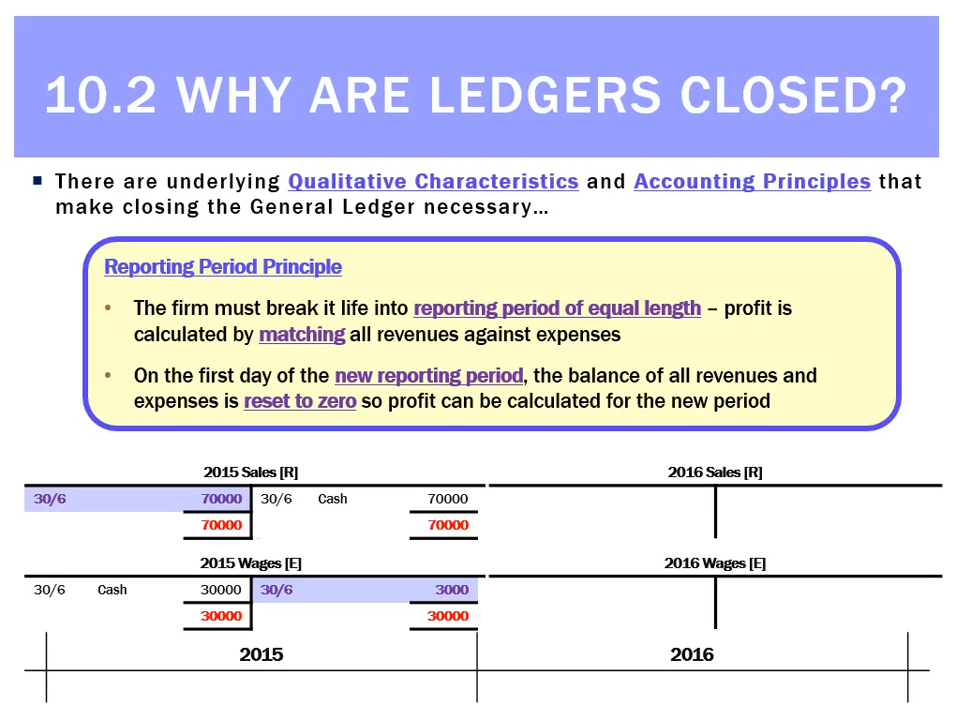 10.2 WHY ARE LEDGERS CLOSED?
▪ There are underlying Qualitative Characteristics and Accounting Principles that
make closing the General Ledger necessary…
Reporting Period Principle
• The firm must break it life into reporting period of equal length – profit is
calculated by matching all revenues against expenses
• On the first day of the new reporting period, the balance of all revenues and
expenses is reset to zero so profit can be calculated for the new period
2015 Sales [R] 2016 Sales [R]
30/6 70000 30/6 Cash 70000
70000 70000
2015 Wages [E] 2016 Wages [E]
30/6 Cash 30000 30/6 3000
30000 30000
2015 2016